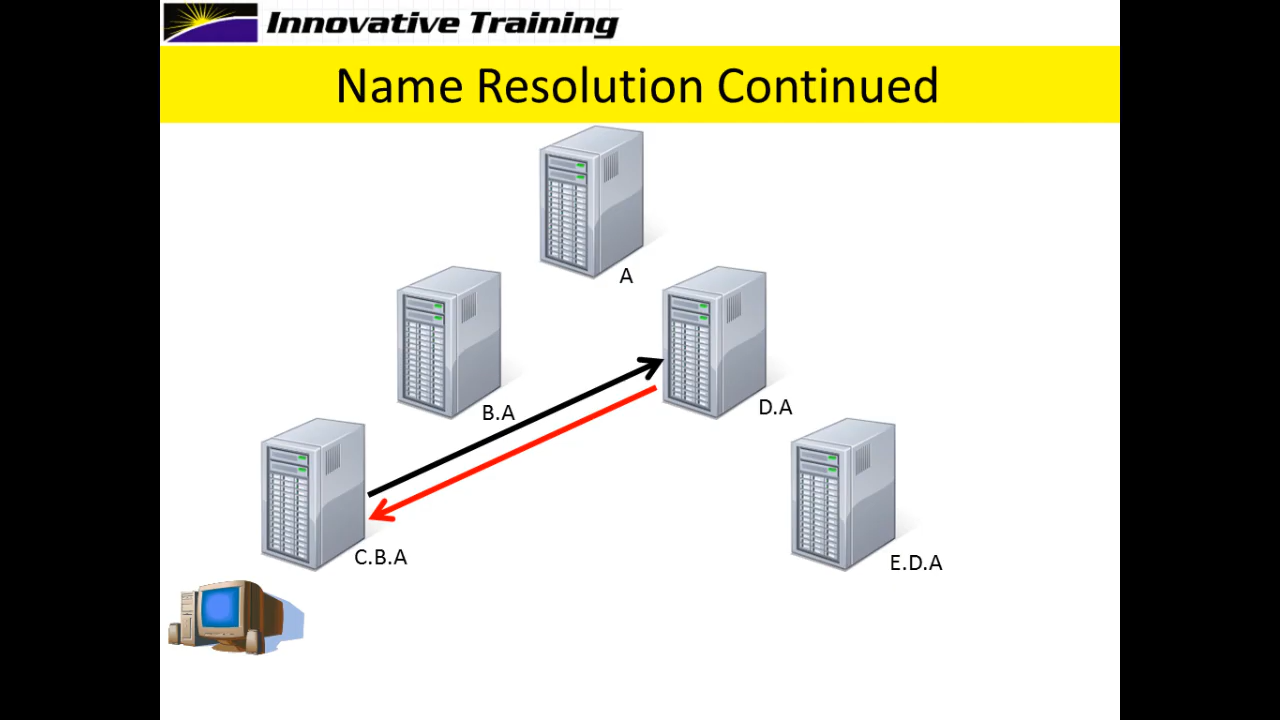 Innovative Training
Name Resolution Continued
A
B.A
D.A
C.B.A
E.D.A